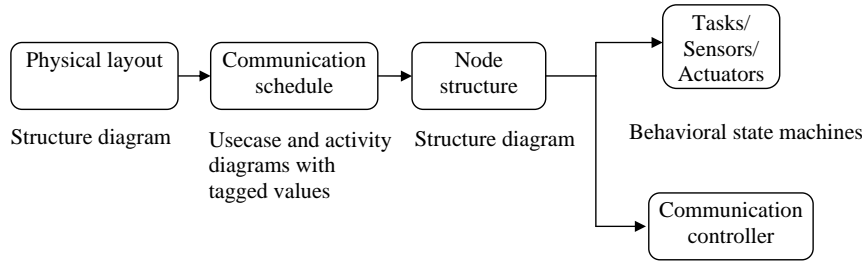 Physical layout
Structure diagram
Communication
schedule
Usecase and activity
diagrams with
tagged values
Node
structure
Structure diagram
Tasks/
Sensors/
Actuators
Behavioral state machines
Communication
controller